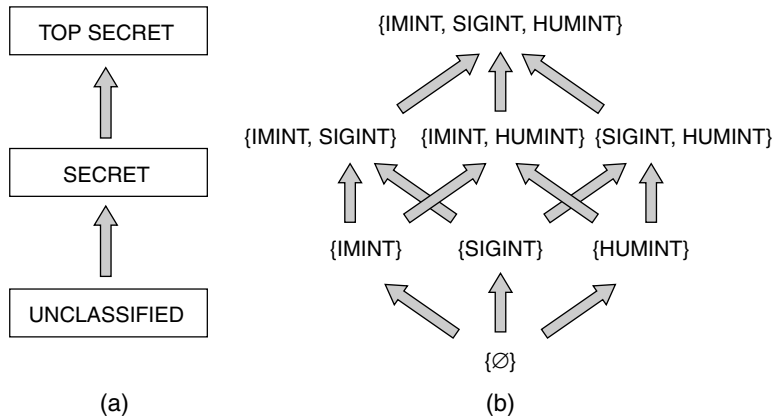 TOP SECRET
SECRET
UNCLASSIFIED
(a)
{IMINT, SIGINT, HUMINT}
{IMINT, SIGINT} {IMINT, HUMINT} {SIGINT, HUMINT}
{IMINT} {SIGINT} {HUMINT}
{∅}
(b)